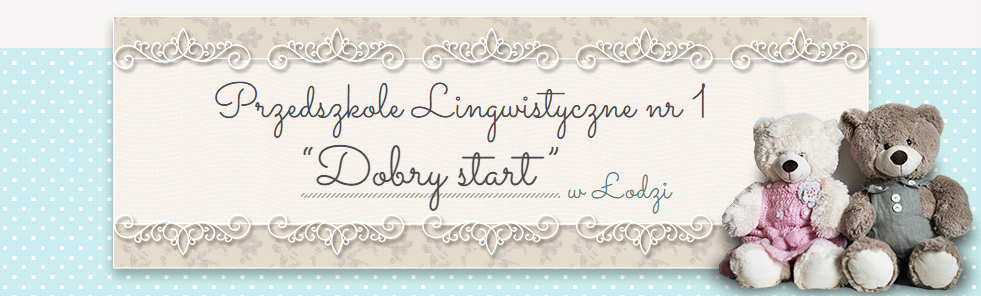 Przedszkole Lingwistyczne nr 1
“Dobry start”
w Łodzi